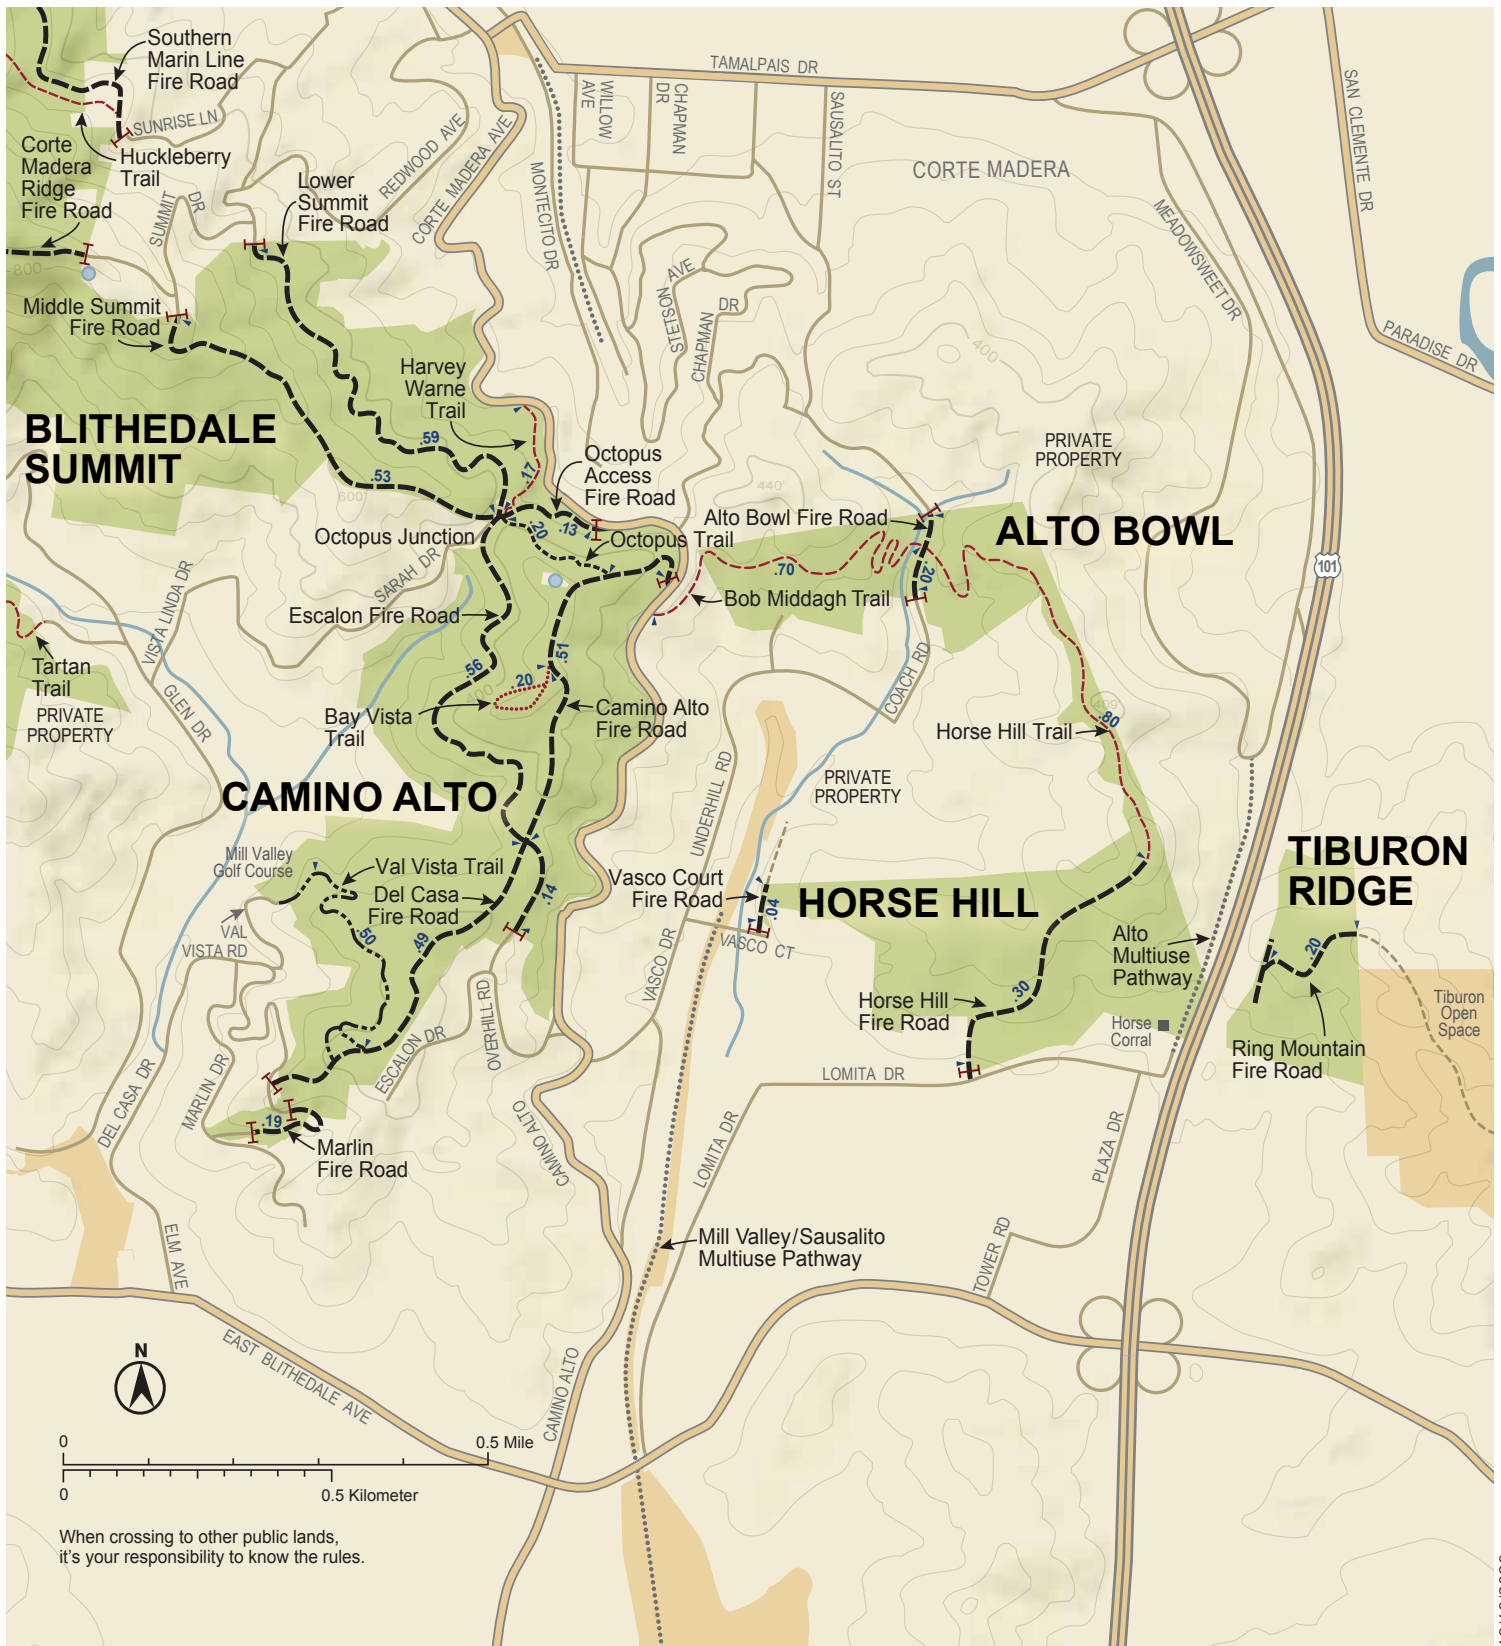 Southern
Marin Line
Fire Road
SUNRISE LN
Corte
Madera
Ridge
Fire Road
Huckleberry
Trail
SUMMIT
DR
Lower
Summit
Fire Road
REDWOOD AVE
CORTE MADERA AVE
MONTECITO DR
WILLOW
AVE
CHAPMAN
DR
TAMALPAIS DR
SAUSALITO ST
CORTE MADERA
SAN CLEMENTE DR
MEADOWSWEET DR
PARADISE DR
800
Middle Summit
Fire Road
STETSON
AVE
CHAPMAN
DR
400
Harvey
Warne
Trail
BLITHEDALE
SUMMIT
.59
.53
.17
600'
Octopus
Access
Fire Road
440'
PRIVATE
PROPERTY
Alto Bowl Fire Road
ALTO BOWL
Octopus Junction
.20
.13
Octopus Trail
.70
.20
101
SARAH DR
Escalon Fire Road
Bob Middagh Trail
VISTA LINDA DR
Tartan
Trail
PRIVATE
PROPERTY
GLEN DR
.56
.51
.20
400
Bay Vista
Trail
Camino Alto
Fire Road
COACH RD
409'
.80
Horse Hill Trail
CAMINO ALTO
UNDERHILL RD
PRIVATE
PROPERTY
Mill Valley
Golf Course
Val Vista Trail
Del Casa
Fire Road
.14
Vasco Court
Fire Road
.04
HORSE HILL
TIBURON
RIDGE
VAL
VISTA RD
.50
.49
VASCO DR
VASCO CT
Alto
Multiuse
Pathway
.20
.30
Horse Hill
Fire Road
Horse
Corral
Tiburon
Open
Space
Ring Mountain
Fire Road
OVERHILL RD
ESCALON DR
LOMITA DR
DEL CASA DR
MARLIN DR
.19
Marlin
Fire Road
CAMINO ALTO
LOMITA DR
PLAZA DR
ELM AVE
Mill Valley/Sausalito
Multiuse Pathway
TOWER RD
EAST BLITHEDALE AVE
CAMINO ALTO
N
0
0.5 Mile
0
0.5 Kilometer
When crossing to other public lands,
it's your responsibility to know the rules.